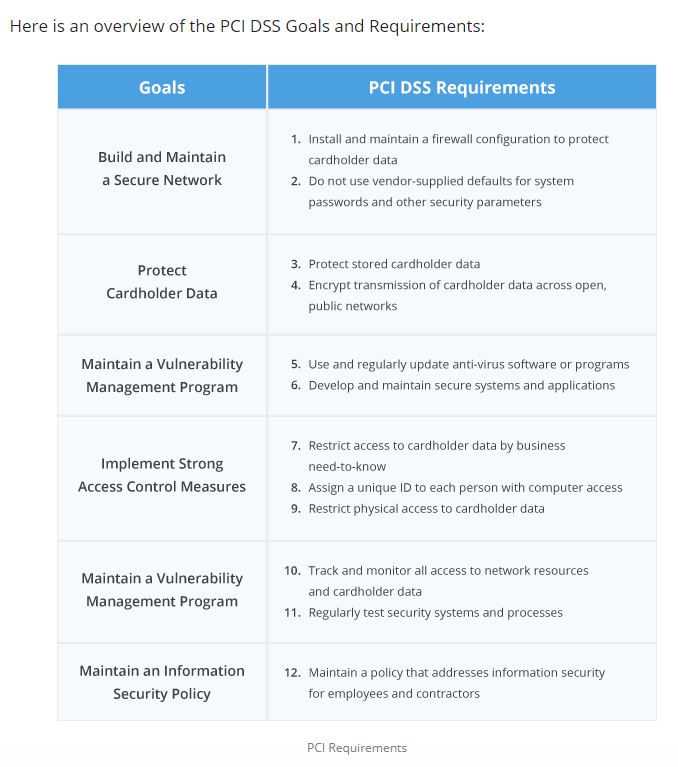 Here is an overview of the PCI DSS Goals and Requirements:
Goals
PCI DSS Requirements
Build and Maintain
a Secure Network
1. Install and maintain a firewall configuration to protect
cardholder data
2. Do not use vendor-supplied defaults for system
passwords and other security parameters
Protect
Cardholder Data
3. Protect stored cardholder data
4. Encrypt transmission of cardholder data across open,
public networks
Maintain a Vulnerability
Management Program
5. Use and regularly update anti-virus software or programs
6. Develop and maintain secure systems and applications
Implement Strong
Access Control Measures
7. Restrict access to cardholder data by business
need-to-know
8. Assign a unique ID to each person with computer access
9. Restrict physical access to cardholder data
Maintain a Vulnerability
Management Program
10. Track and monitor all access to network resources
and cardholder data
11. Regularly test security systems and processes
Maintain an Information
Security Policy
12. Maintain a policy that addresses information security
for employees and contractors
PCI Requirements